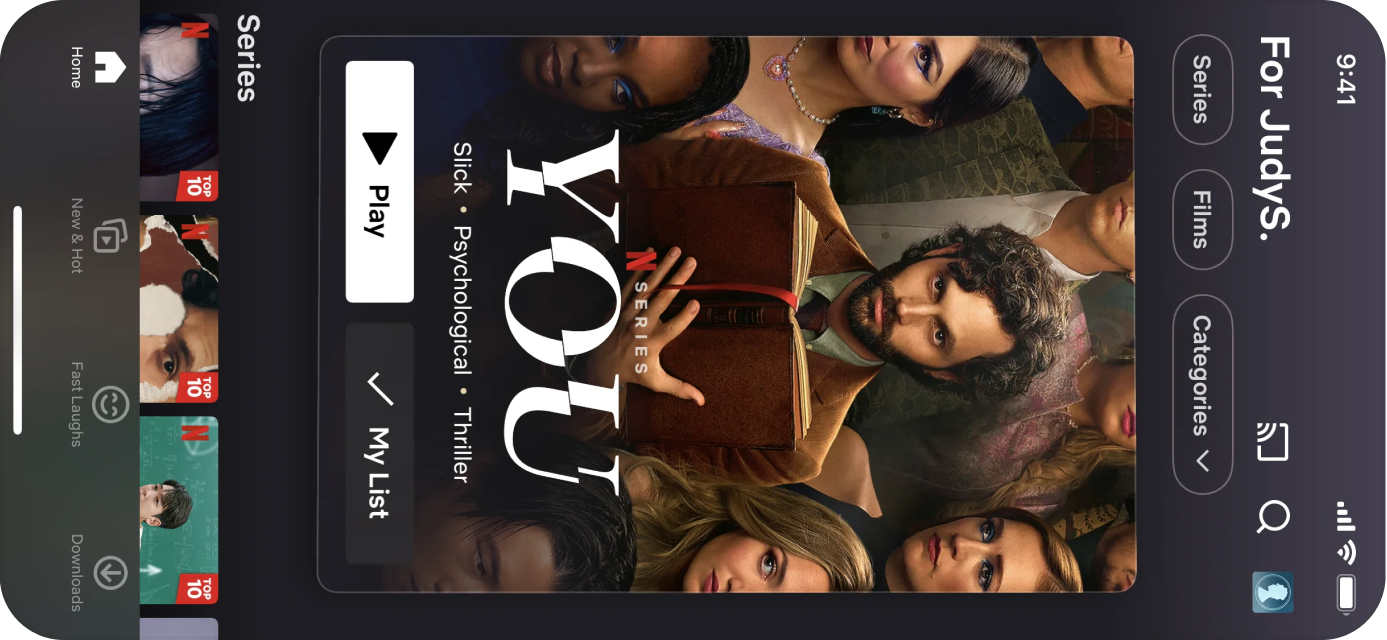 9:41
For JudyS.
Series
Films
Categories
N SERIES
YOU
Slick • Psychological • Thriller
Play
My List
Series
N
TOP
10
N
TOP
10
N
TOP
10
Home
New & Hot
Fast Laughs
Downloads